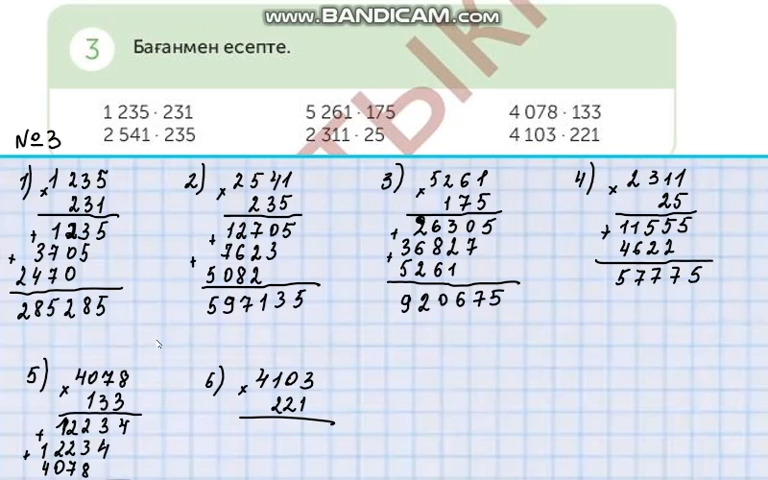 www.BANDICAM.com
3 Бағанмен есепте.
1 235 · 231 5 261 · 175 4 078 · 133
2 541 · 235 2 311 · 25 4 103 · 221
№3
1) × 1235
231
+ 1235
+ 3705
2470
285285
2) × 2541
235
+ 12705
+ 7623
5082
597135
3) × 5261
175
+ 26305
+ 36827
5261
920675
4) × 2311
25
+ 11555
4622
57775
5) × 4078
133
+ 12234
+ 12234
4078
6) × 4103
221